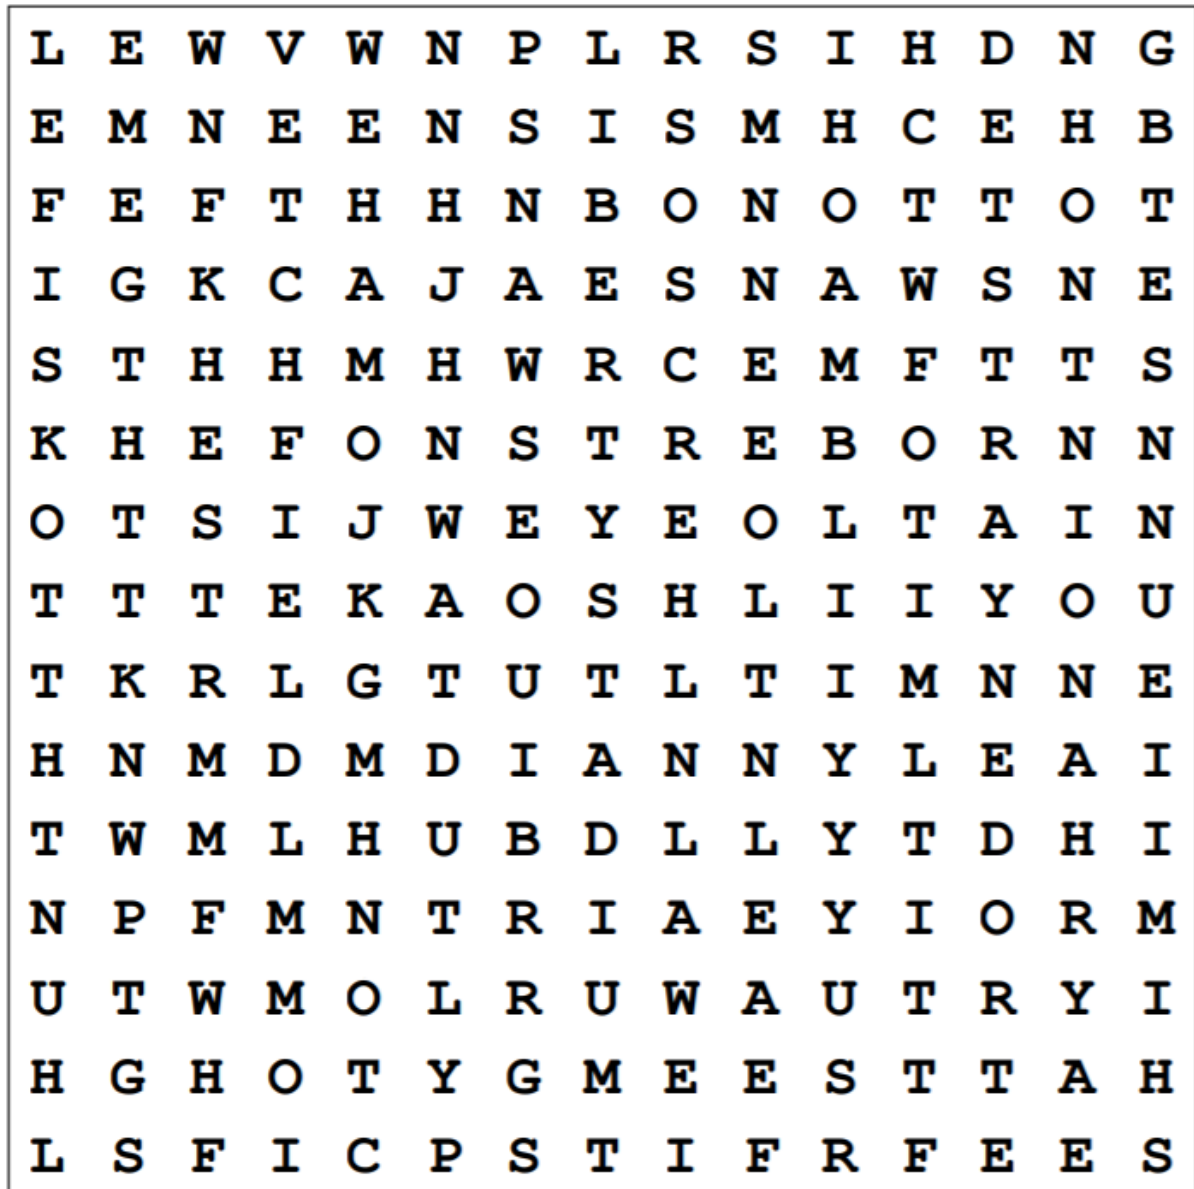 L E W V W N P L R S I H D N G
E M N E E N S I S M H C E H B
F E F T H H N B O N O T T O T
I G K C A J A E S N A W S N E
S T H H M H W R C E M F T T S
K H E F O N S T R E B O R N N
O T S I J W E Y E O L T A I N
T T T E K A O S H L I I Y O U
T K R L G T U T L T I M N N E
H N M D M D I A N N Y L E A I
T W M L H U B D L L Y T D H I
N P F M N T R I A E Y I O R M
U T W M O L R U W A U T R Y I
H G H O T Y G M E E S T T A H
L S F I C P S T I F R F E E S